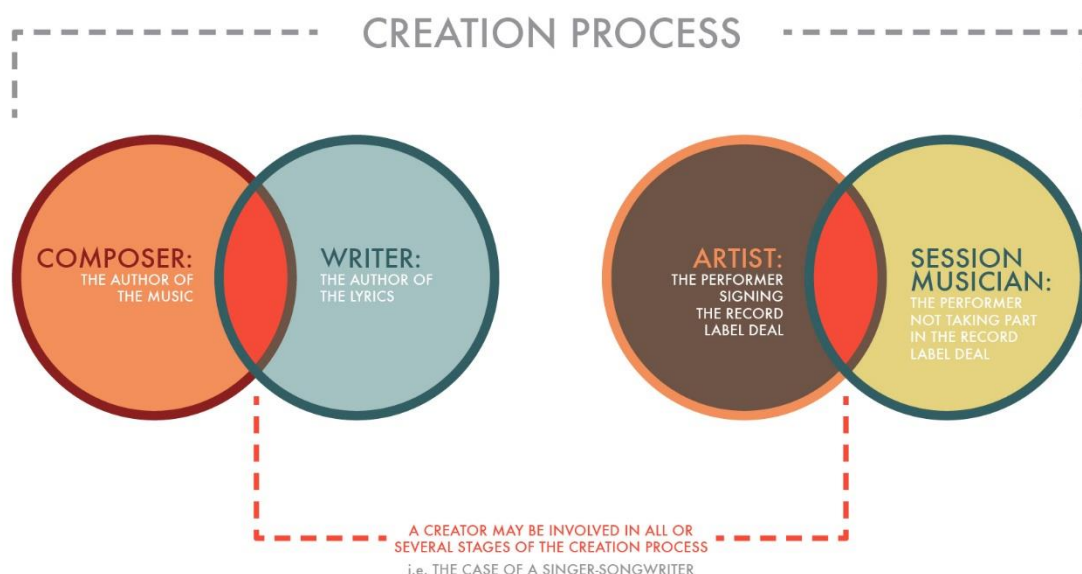 CREATION PROCESS
COMPOSER:
THE AUTHOR OF
THE MUSIC
WRITER:
THE AUTHOR OF
THE LYRICS
ARTIST:
THE PERFORMER
SIGNING
THE RECORD
LABEL DEAL
SESSION
MUSICIAN:
THE PERFORMER
NOT TAKING PART
IN THE RECORD
LABEL DEAL
A CREATOR MAY BE INVOLVED IN ALL OR
SEVERAL STAGES OF THE CREATION PROCESS
i.e. THE CASE OF A SINGER-SONGWRITER